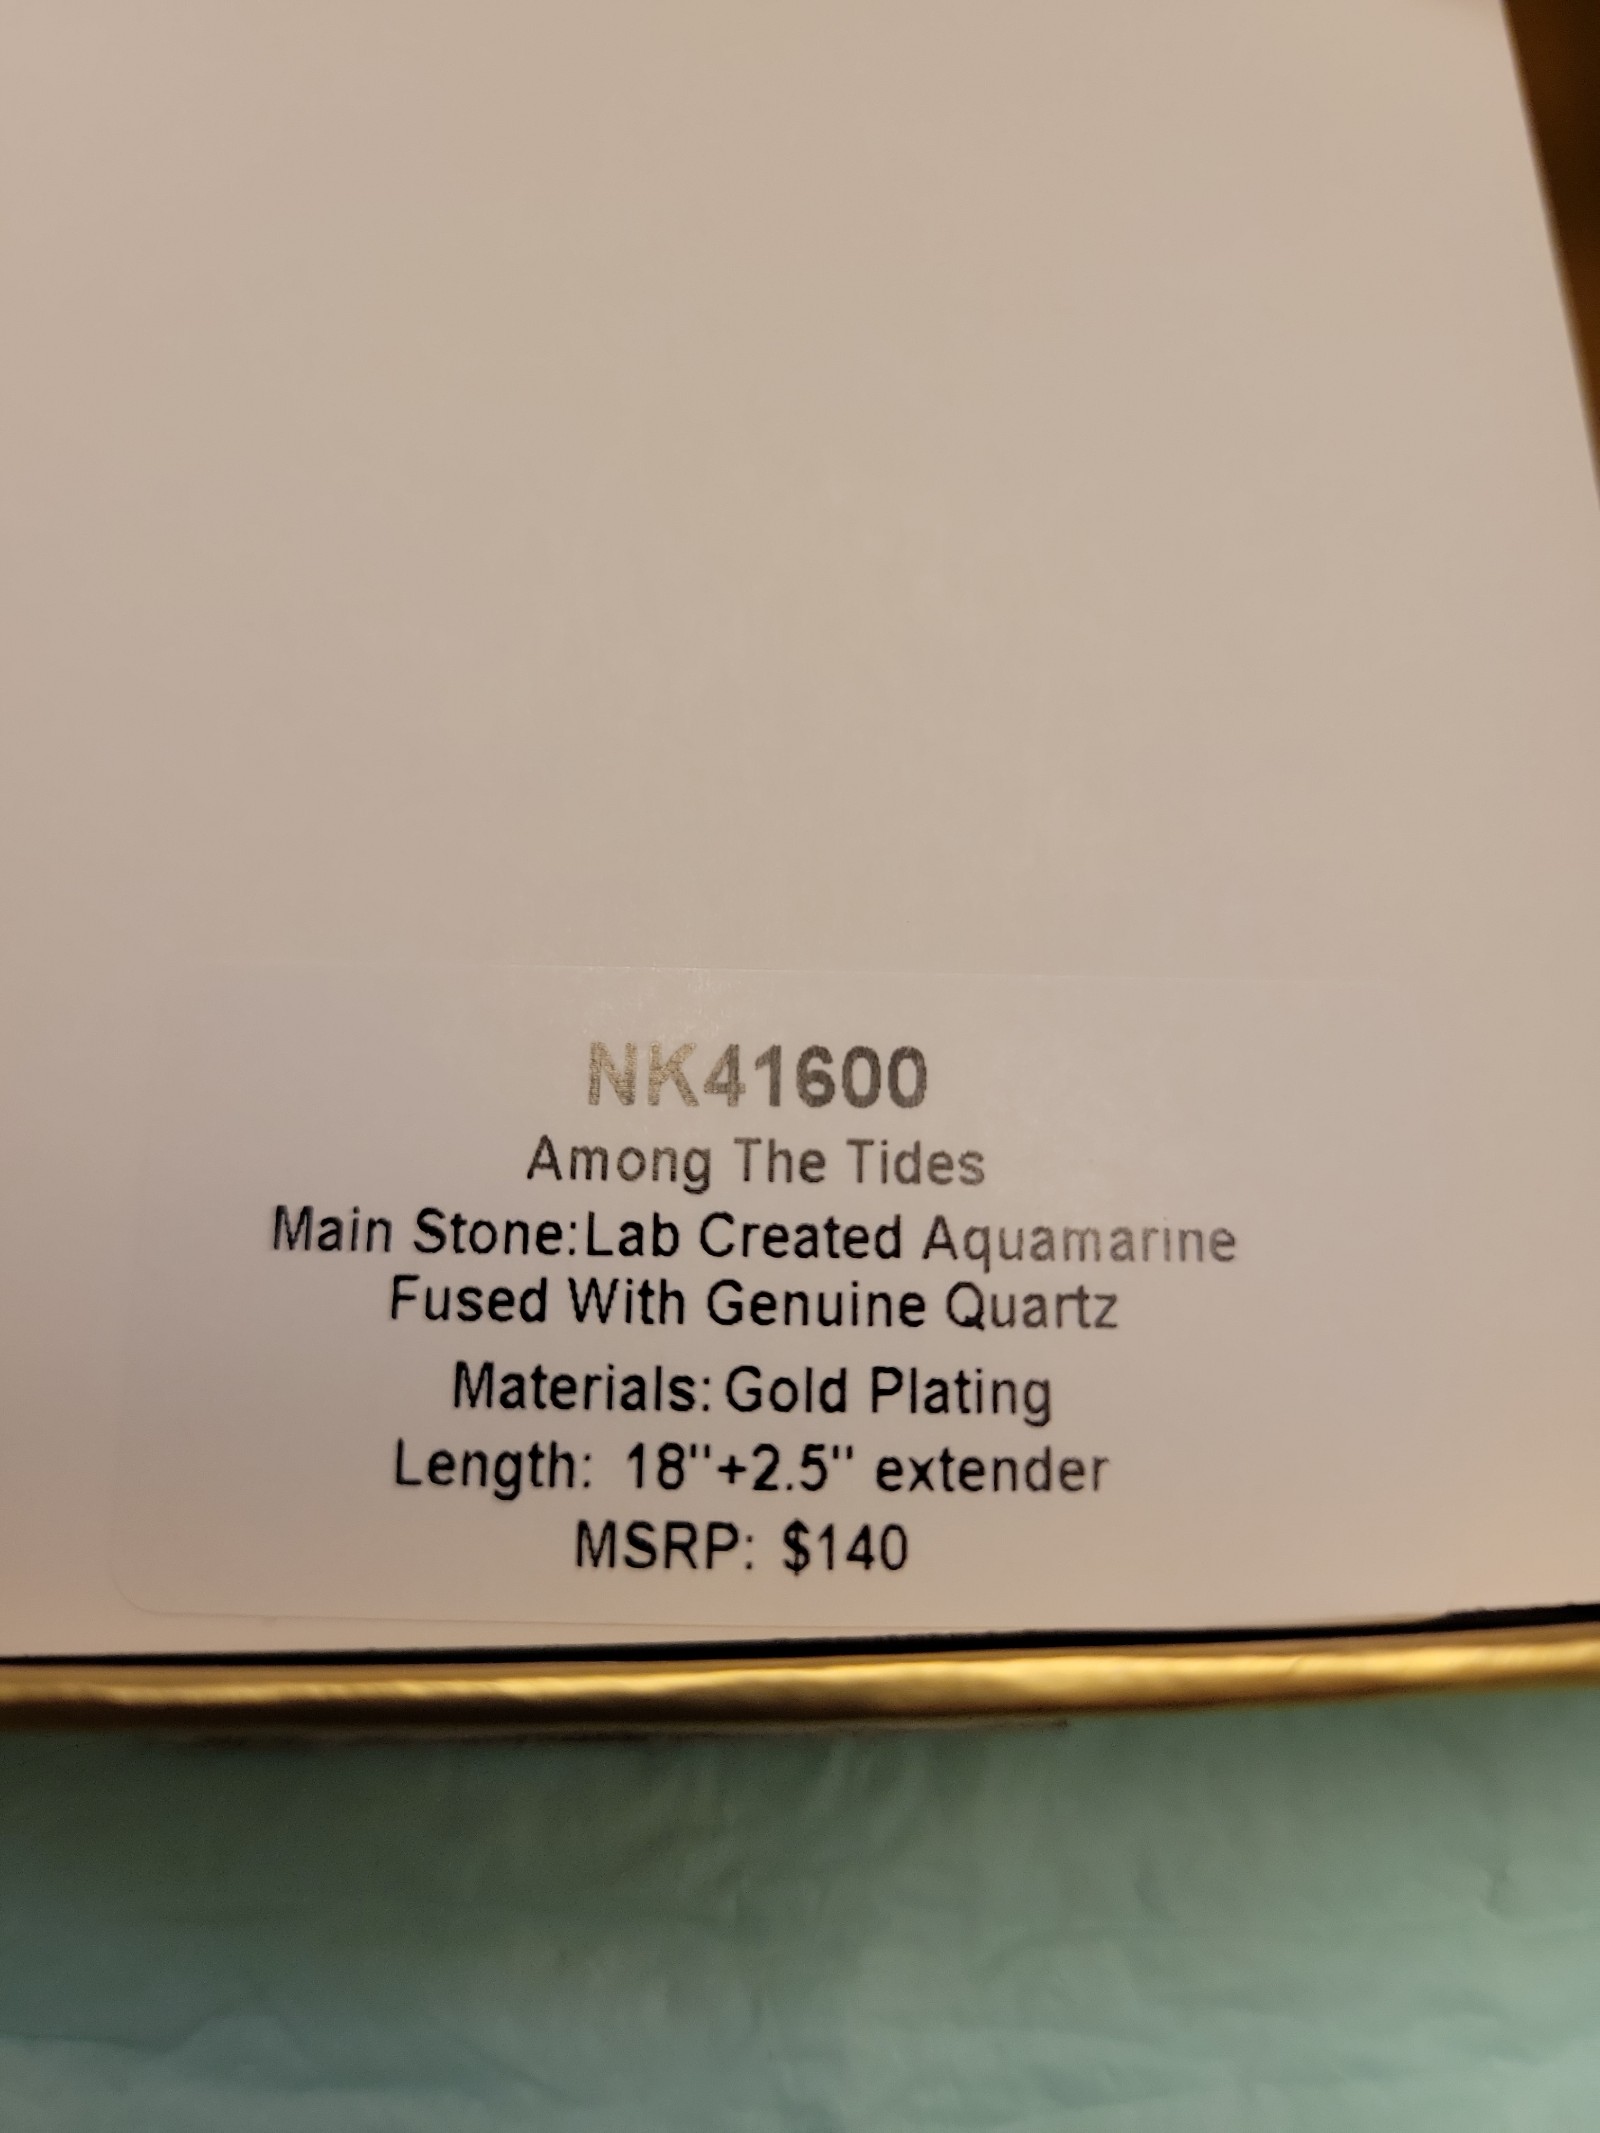 NK41600
Among The Tides
Main Stone:Lab Created Aquamarine
Fused With Genuine Quartz
Materials: Gold Plating
Length: 18"+2.5" extender
MSRP: $140